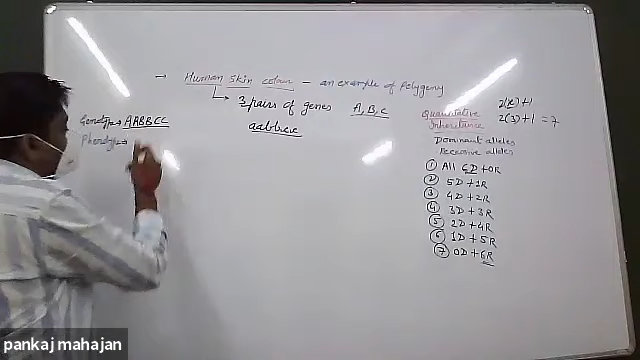 → Human skin colour - an example of Polygeny
↳ 3 pairs of genes A, B, C
aabbcc
Genotype → AABBCC
Phenotype →
2(n)+1
2(3)+1 = 7
Quantitative
Inheritance
Dominant alleles
Recessive alleles
① All 6D + 0R
② 5D + 1R
③ 4D + 2R
④ 3D + 3R
⑤ 2D + 4R
⑥ 1D + 5R
⑦ 0D + 6R
pankaj mahajan